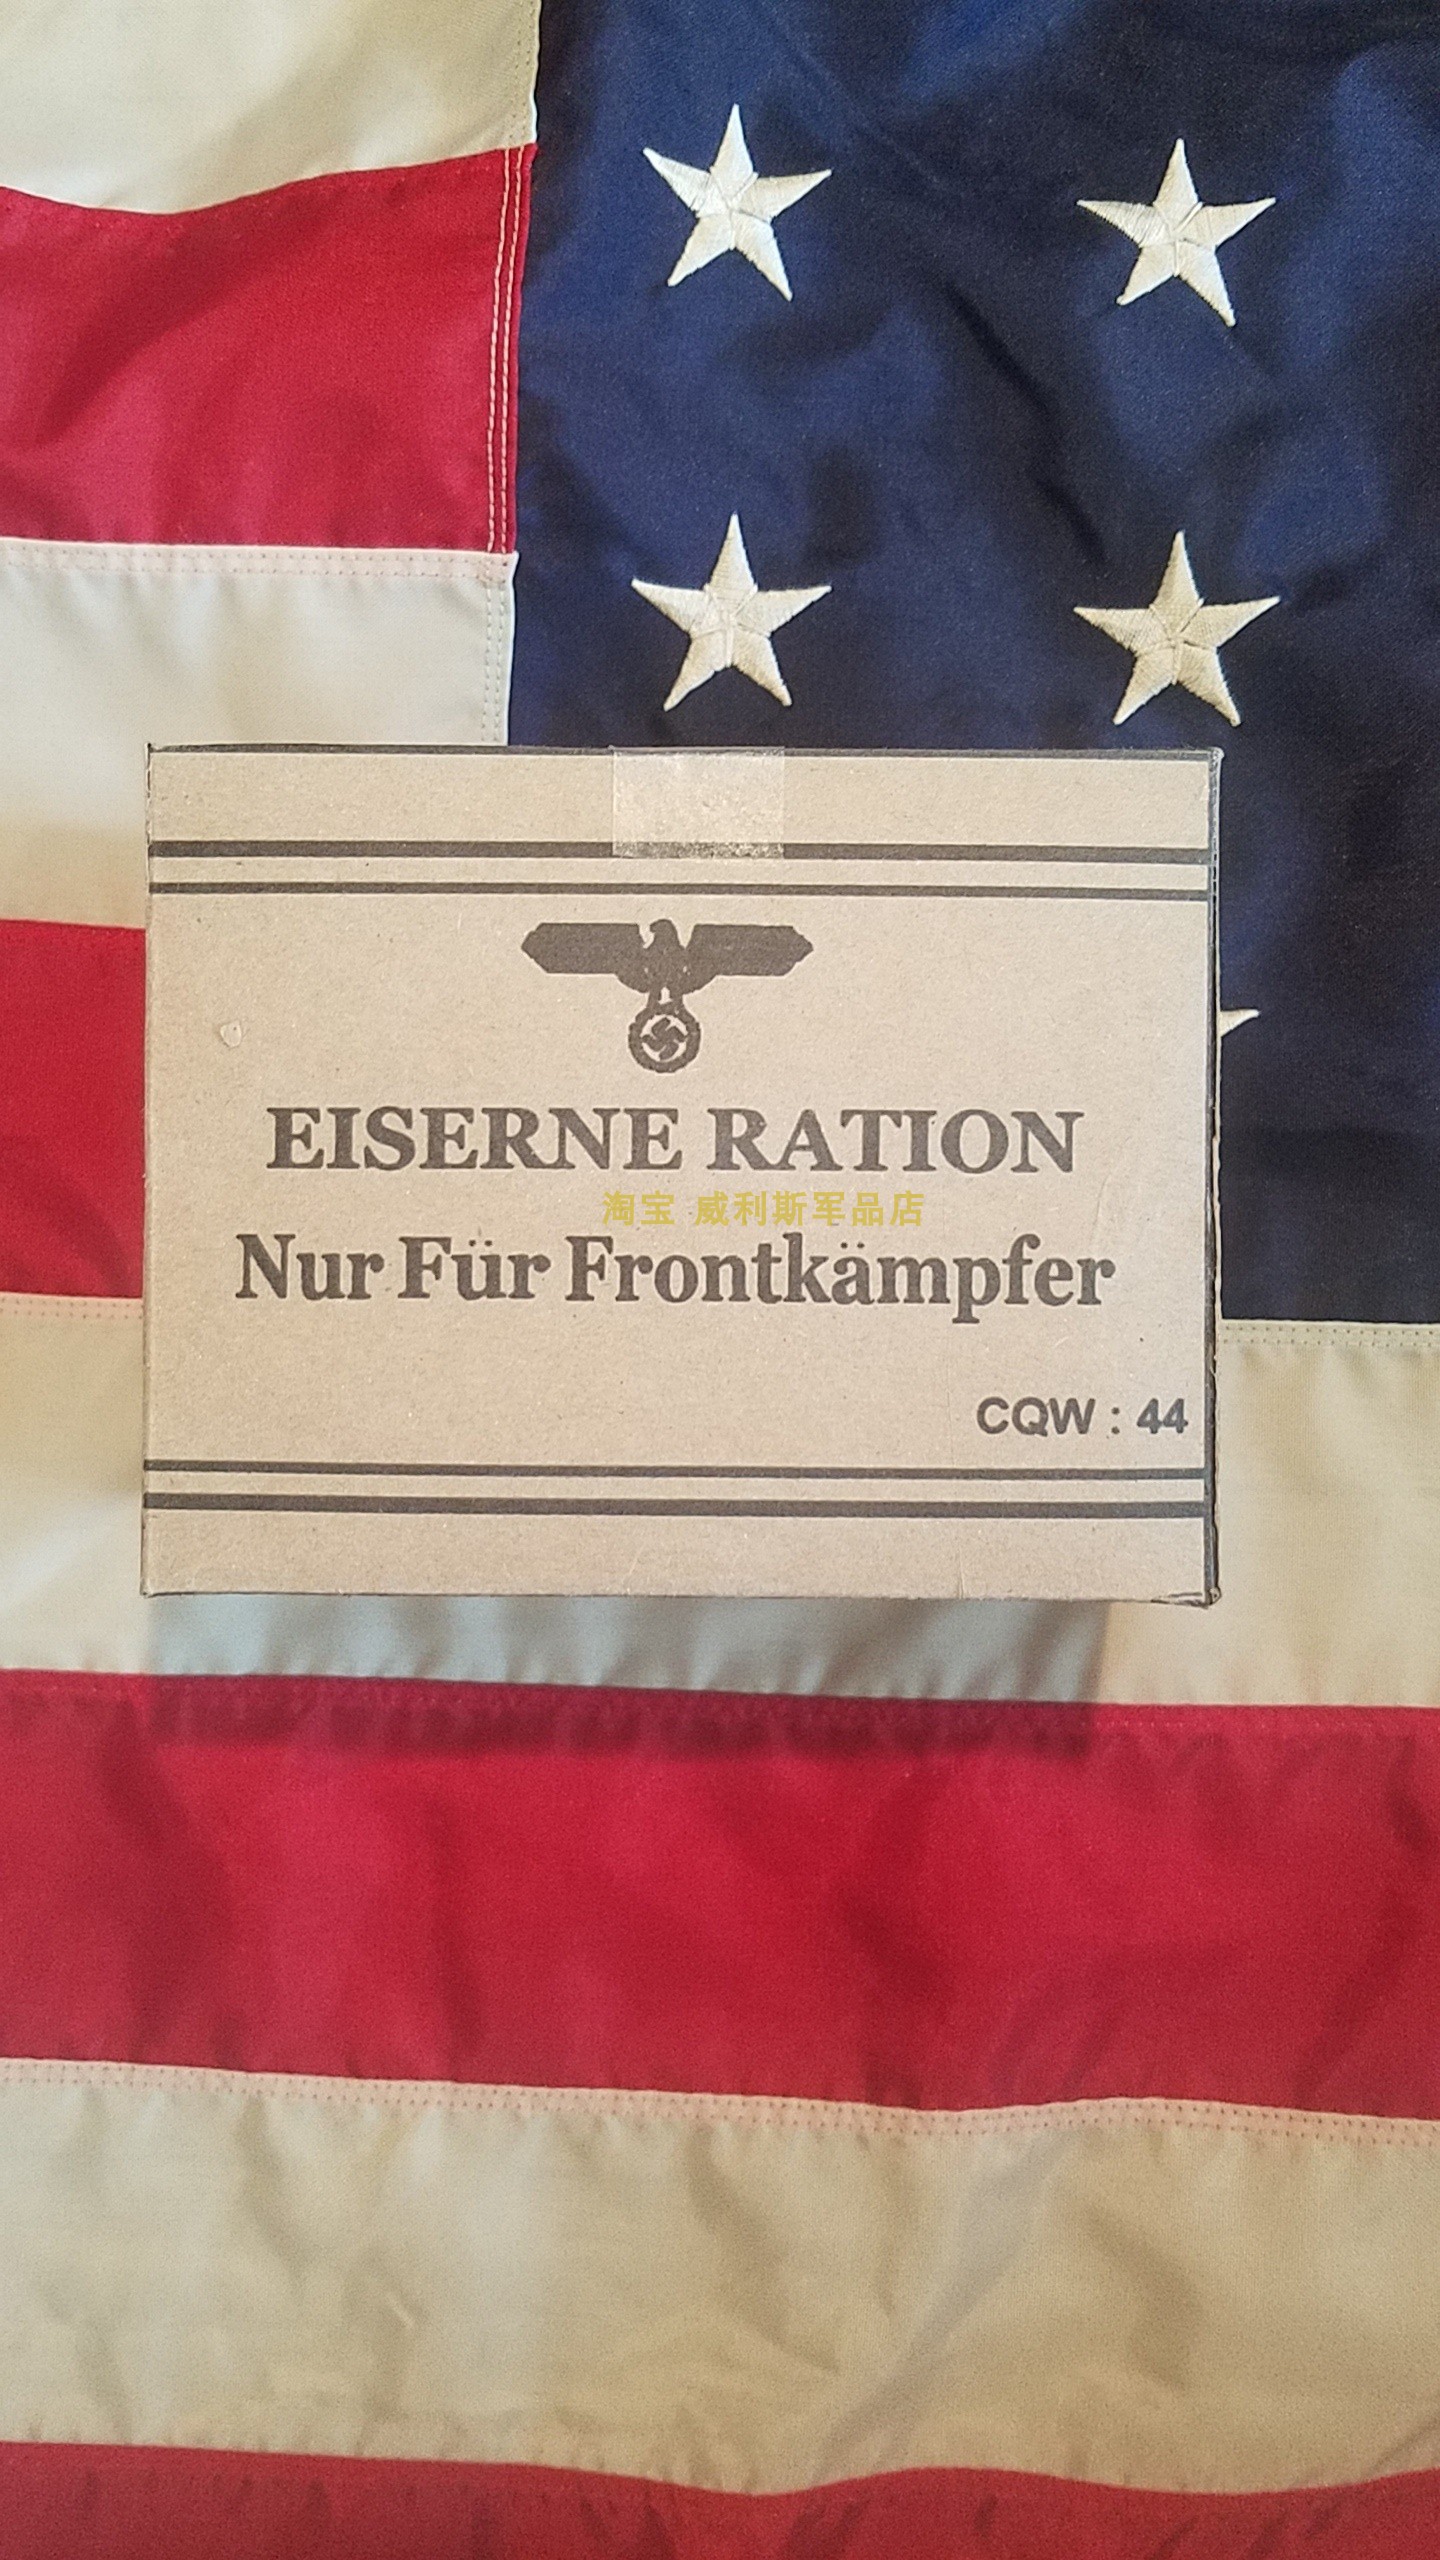 EISERNE RATION
淘宝 威利斯军品店
Nur Für Frontkämpfer
CQW : 44